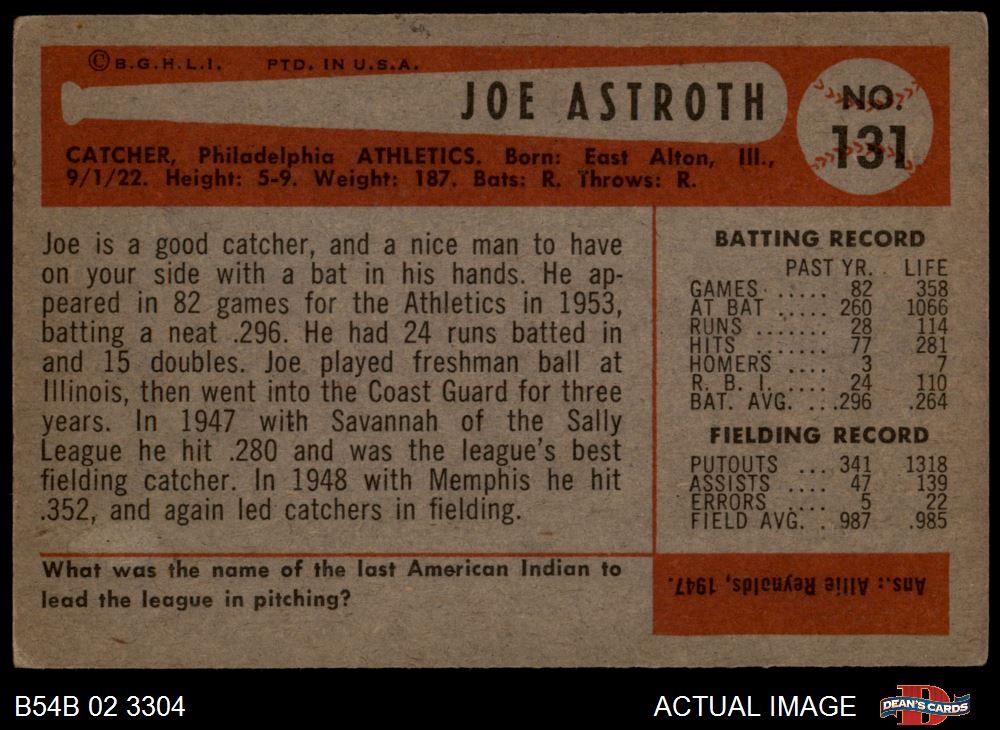 ©B.G.H.L.I. PTD. IN U.S.A.
JOE ASTROTH
NO.
131
CATCHER, Philadelphia ATHLETICS. Born: East Alton, Ill.,
9/1/22. Height: 5-9. Weight: 187. Bats: R. Throws: R.
Joe is a good catcher, and a nice man to have
on your side with a bat in his hands. He ap-
peared in 82 games for the Athletics in 1953,
batting a neat .296. He had 24 runs batted in
and 15 doubles. Joe played freshman ball at
Illinois, then went into the Coast Guard for three
years. In 1947 with Savannah of the Sally
League he hit .280 and was the league's best
fielding catcher. In 1948 with Memphis he hit
.352, and again led catchers in fielding.
BATTING RECORD
PAST YR. LIFE
GAMES ..... 82 358
AT BAT ..... 260 1066
RUNS ....... 28 114
HITS ....... 77 281
HOMERS .... 3 7
R. B. I. .... 24 110
BAT. AVG. ...296 .264
FIELDING RECORD
PUTOUTS ... 341 1318
ASSISTS .... 47 139
ERRORS .... 5 22
FIELD AVG. . 987 .985
What was the name of the last American Indian to
lead the league in pitching?
Ans.: Allie Reynolds, 1947.
B54B 02 3304
ACTUAL IMAGE
D
DEAN'S CARDS